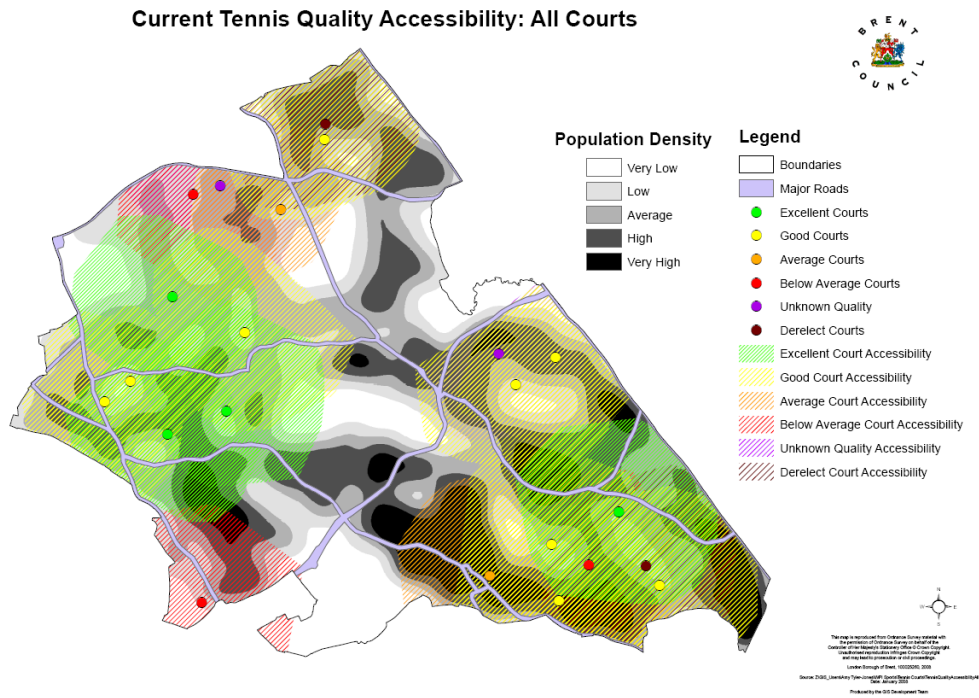 Current Tennis Quality Accessibility: All Courts
BRENT
COUNCIL
Population Density
Very Low
Low
Average
High
Very High
Legend
Boundaries
Major Roads
Excellent Courts
Good Courts
Average Courts
Below Average Courts
Unknown Quality
Derelect Courts
Excellent Court Accessibility
Good Court Accessibility
Average Court Accessibility
Below Average Court Accessibility
Unknown Quality Accessibility
Derelect Court Accessibility
N
W
E
S
This map is reproduced from Ordnance Survey material with
the permission of Ordnance Survey on behalf of the
Controller of Her Majesty's Stationery Office © Crown Copyright.
Unauthorised reproduction infringes Crown Copyright
and may lead to prosecution or civil proceedings.
London Borough of Brent,
Date: January 2008
Produced by the GIS Development Team